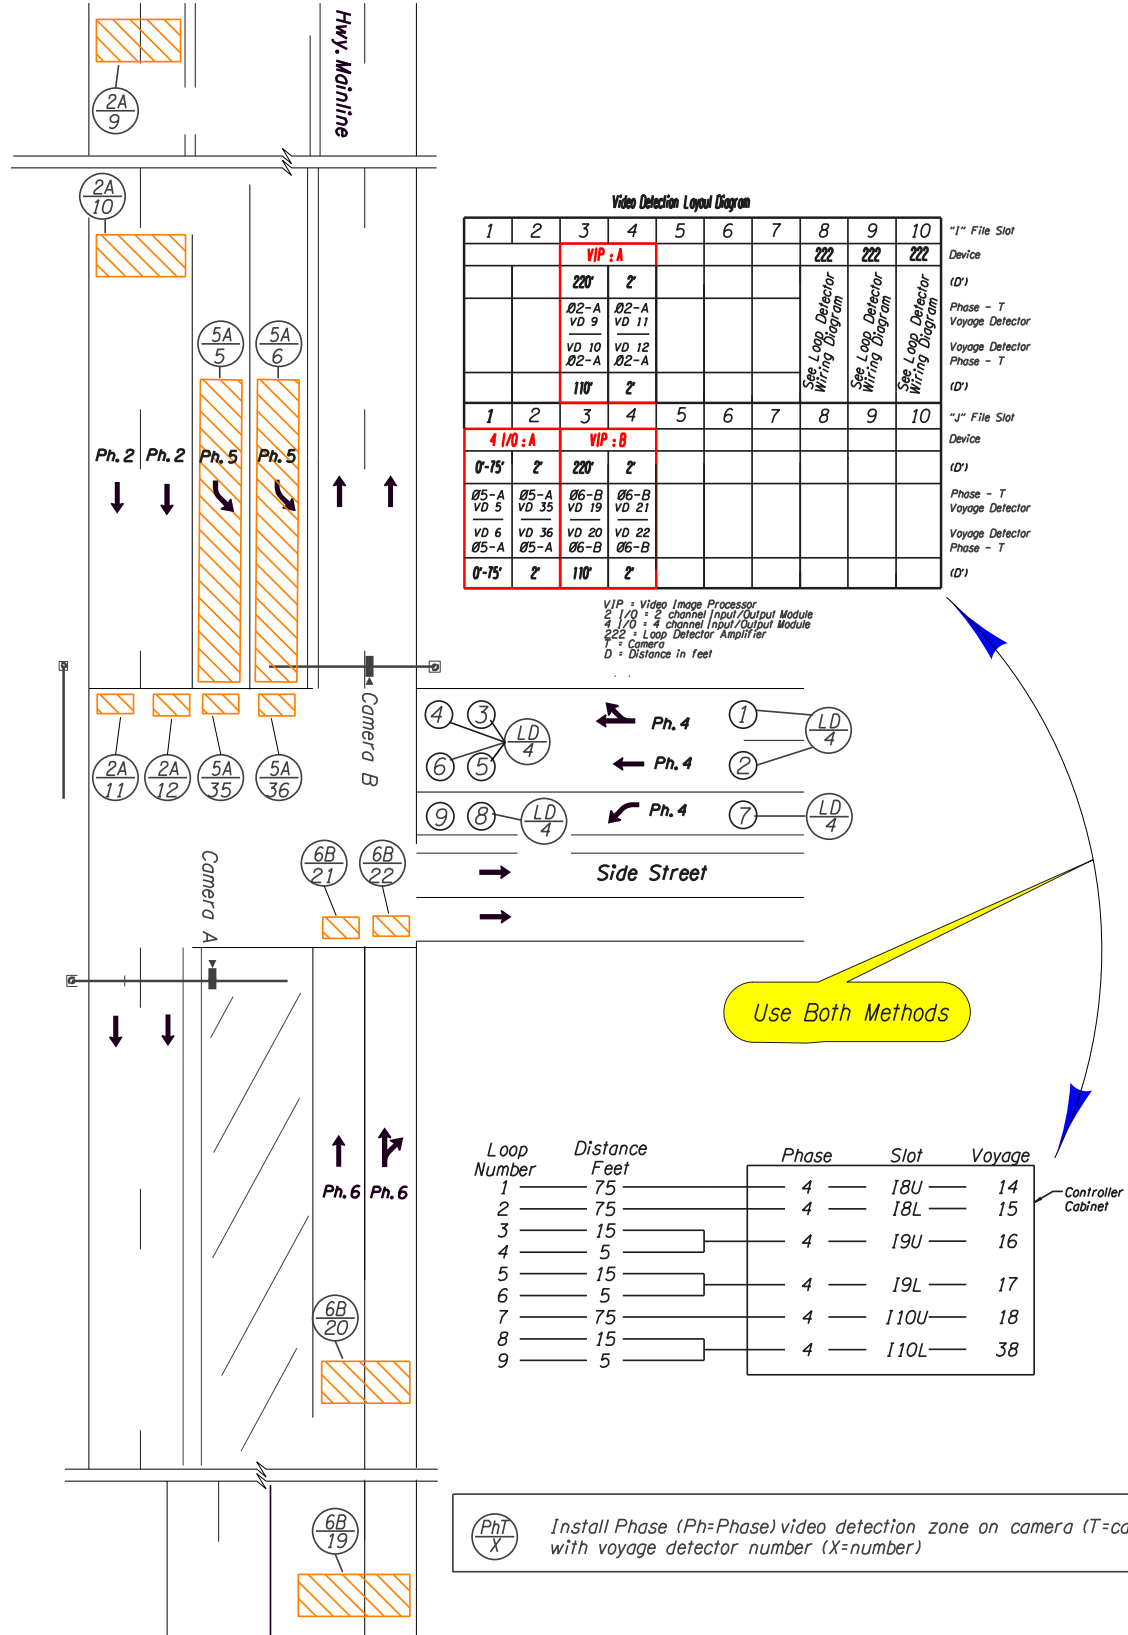 Hwy. Mainline
2A
9
2A
10
5A
5
5A
6
Ph. 2 Ph. 2 Ph. 5 Ph. 5
Video Detection Layout Diagram
1 2 3 4 5 6 7 8 9 10 "I" File Slot
VIP : A 222 222 222 Device
220' 2' (D')
Ø2-A Ø2-A Phase - T
VD 9 VD 11 Voyage Detector
VD 10 VD 12 Voyage Detector
Ø2-A Ø2-A Phase - T
110' 2' (D')
See Loop Detector
Wiring Diagram
See Loop Detector
Wiring Diagram
See Loop Detector
Wiring Diagram
1 2 3 4 5 6 7 8 9 10 "J" File Slot
4 I/O : A VIP : B Device
0'-75' 2' 220' 2' (D')
Ø5-A Ø5-A Ø6-B Ø6-B Phase - T
VD 5 VD 35 VD 19 VD 21 Voyage Detector
VD 6 VD 36 VD 20 VD 22 Voyage Detector
Ø5-A Ø5-A Ø6-B Ø6-B Phase - T
0'-75' 2' 110' 2' (D')
VIP = Video Image Processor
2 I/O = 2 channel Input/Output Module
4 I/O = 4 channel Input/Output Module
222 = Loop Detector Amplifier
T = Camera
D = Distance in feet
Camera B
2A
11
2A
12
5A
35
5A
36
4 3 LD
4
Ph. 4 1 LD
4
6 5 Ph. 4 2
9 8 LD
4
Ph. 4 7 LD
4
Camera A
6B
21
6B
22
Side Street
Use Both Methods
Ph. 6 Ph. 6
6B
20
6B
19
Loop
Number
Distance
Feet
Phase Slot Voyage
1 75 4 I8U 14
2 75 4 I8L 15
3 15
4 I9U 16
4 5
5 15
4 I9L 17
6 5
7 75 4 I10U 18
8 15
4 I10L 38
9 5
Controller
Cabinet
PhT
X
Install Phase (Ph=Phase) video detection zone on camera (T=ca
with voyage detector number (X=number)